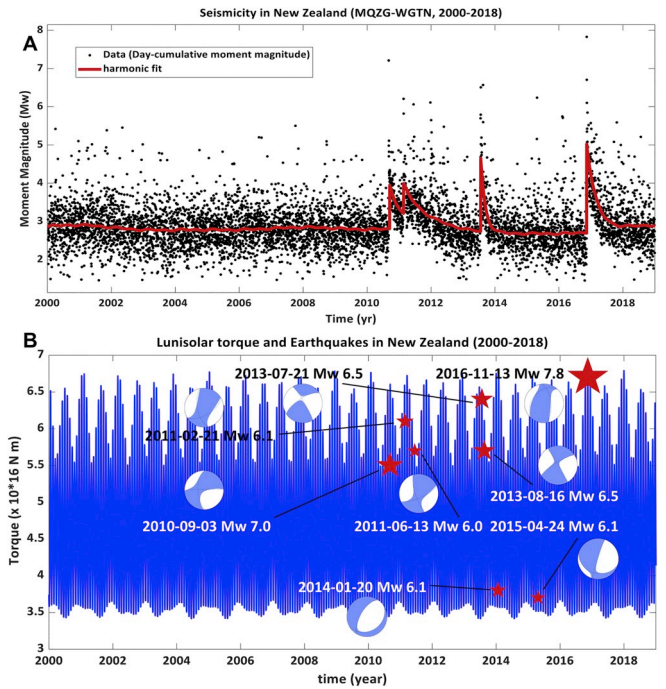 Seismicity in New Zealand (MQZG-WGTN, 2000-2018)
A
8
Data (Day-cumulative moment magnitude)
harmonic fit
7
6
5
4
3
2
Moment Magnitude (Mw)
2000 2002 2004 2006 2008 2010 2012 2014 2016 2018
Time (yr)
B
Lunisolar torque and Earthquakes in New Zealand (2000-2018)
7
2013-07-21 Mw 6.5 2016-11-13 Mw 7.8
6.5
2011-02-21 Mw 6.1
6
5.5
2013-08-16 Mw 6.5
5
2010-09-03 Mw 7.0 2011-06-13 Mw 6.0 2015-04-24 Mw 6.1
4.5
4
2014-01-20 Mw 6.1
3.5
3
Torque (x 10*16 N m)
2000 2002 2004 2006 2008 2010 2012 2014 2016 2018
time (year)